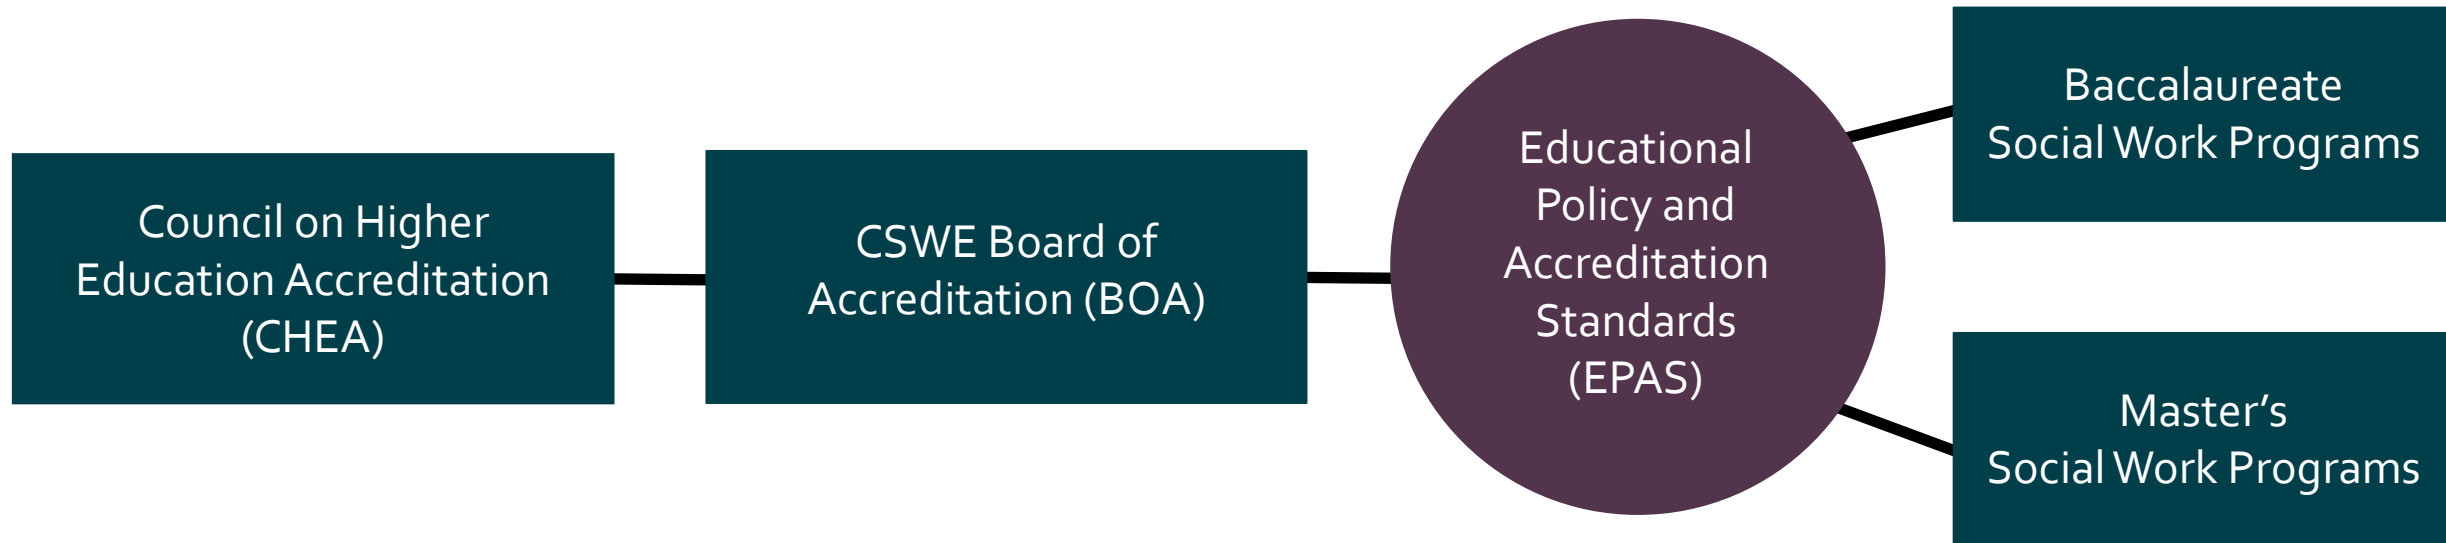 Council on Higher
Education Accreditation
(CHEA)
CSWE Board of
Accreditation (BOA)
Educational
Policy and
Accreditation
Standards
(EPAS)
Baccalaureate
Social Work Programs
Master’s
Social Work Programs